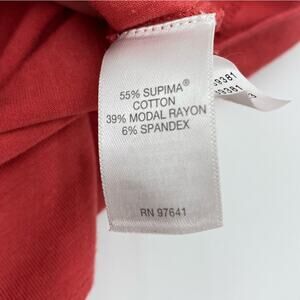 55% SUPIMA®
COTTON
39% MODAL RAYON
6% SPANDEX
RN 97641